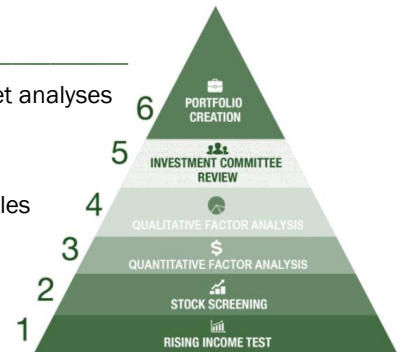 et analyses
les
6
PORTFOLIO
CREATION
5
INVESTMENT COMMITTEE
REVIEW
4
QUALITATIVE FACTOR ANALYSIS
3
$
QUANTITATIVE FACTOR ANALYSIS
2
STOCK SCREENING
1
RISING INCOME TEST